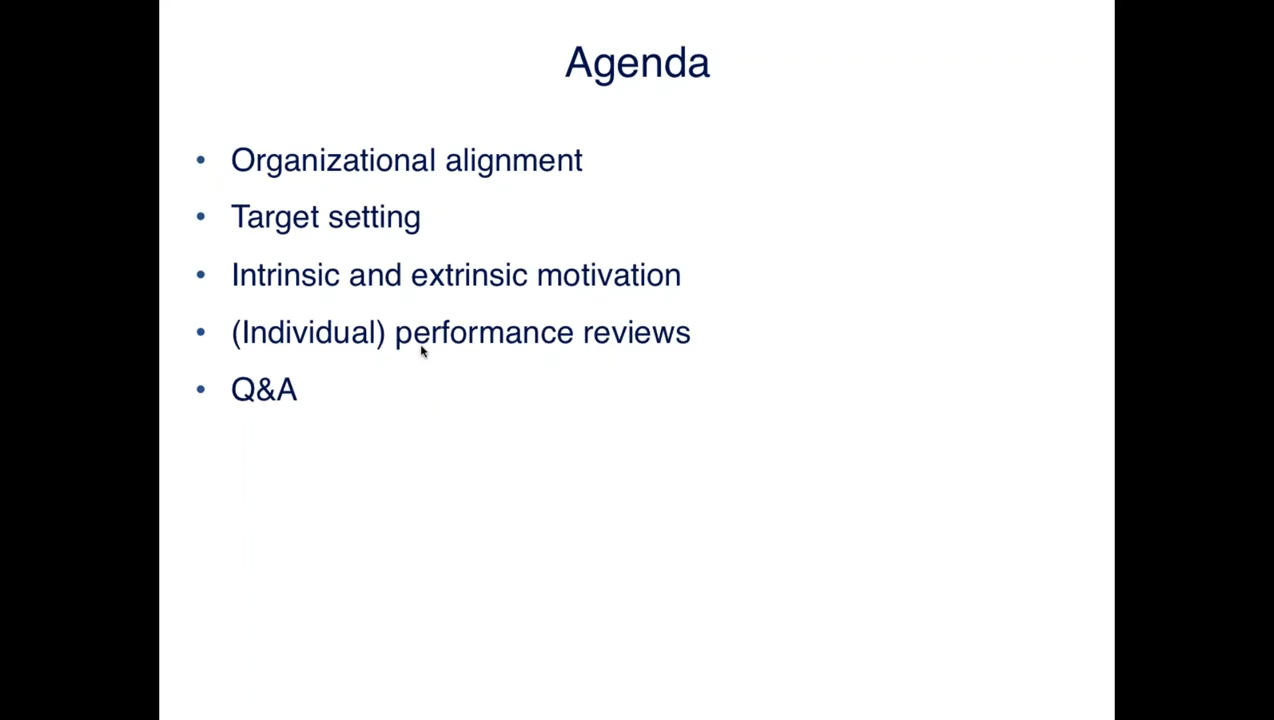 Agenda
• Organizational alignment
• Target setting
• Intrinsic and extrinsic motivation
• (Individual) performance reviews
• Q&A